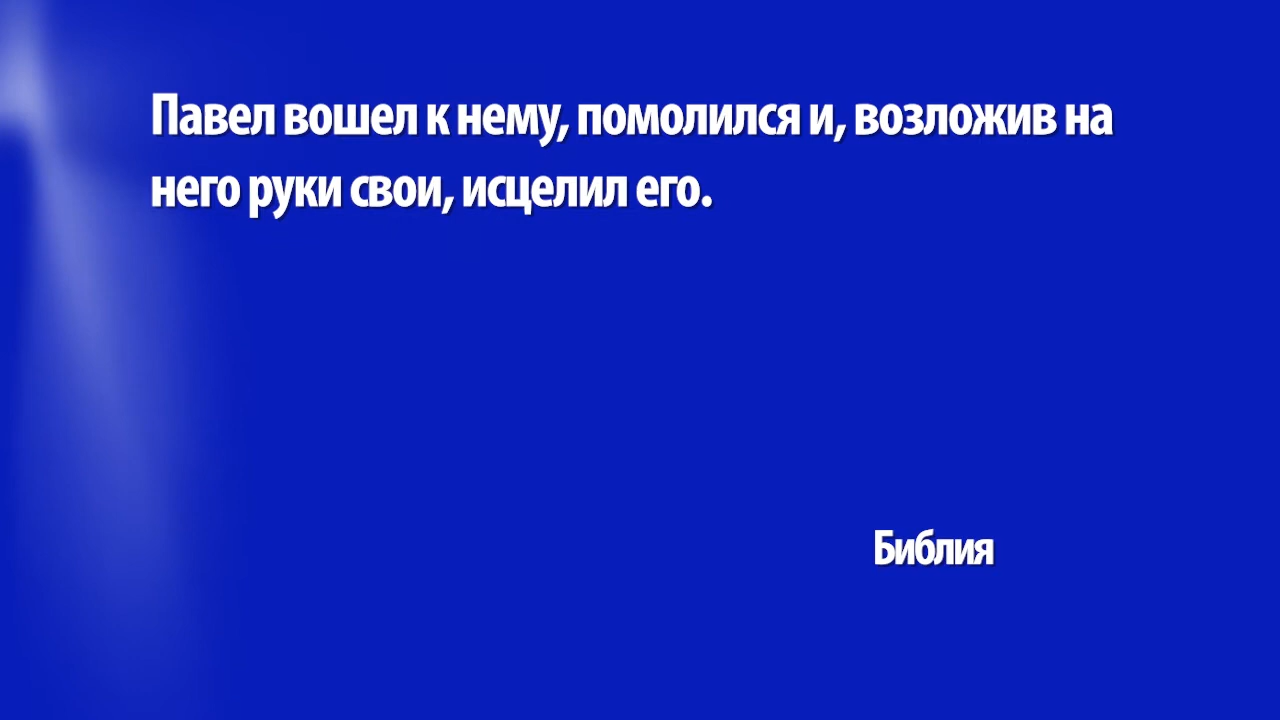 Павел вошел к нему, помолился и, возложив на
него руки свои, исцелил его.
Библия